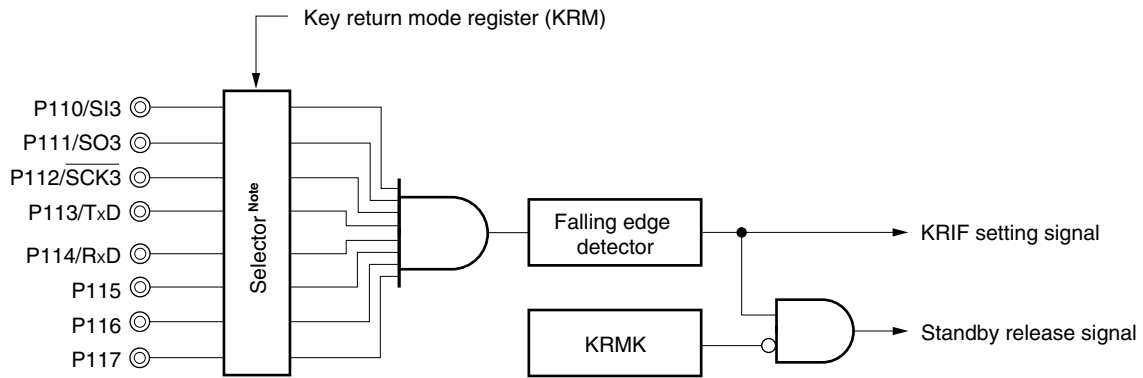 Key return mode register (KRM)
P110/SI3
P111/SO3
P112/S̅C̅K̅3̅
P113/TxD
P114/RxD
P115
P116
P117
Selector Note
Falling edge
detector
KRMK
KRIF setting signal
Standby release signal